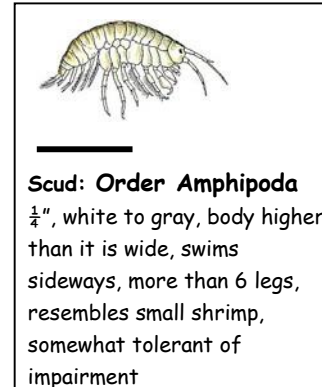 Scud: Order Amphipoda
¼", white to gray, body higher
than it is wide, swims
sideways, more than 6 legs,
resembles small shrimp,
somewhat tolerant of
impairment